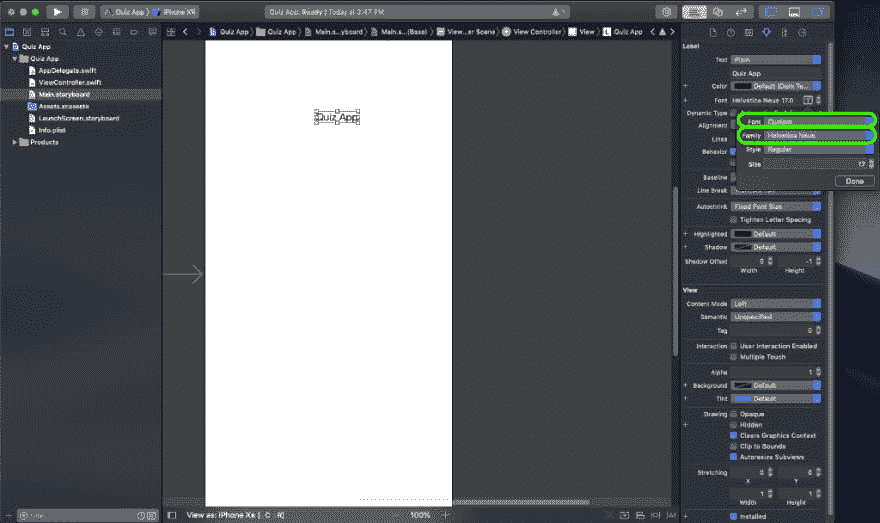 Quiz App
iPhone XR
Quiz App: Ready | Today at 3:47 PM
Quiz App
Quiz App
AppDelegate.swift
ViewController.swift
Main.storyboard
Assets.xcassets
LaunchScreen.storyboard
Info.plist
Products
Filter
Quiz App
Quiz App
Main.s...yboard
Main.s...(Base)
View...er Scene
View Controller
View
Quiz App
Quiz App
View as: iPhone XR ( C R)
100%
Label
Text Plain
Quiz App
Color Default (Dark Te...
Font Helvetica Neue 17.0
Dynamic Type
Alignment
Lines
Behavior
Baseline
Line Break
Font Custom
Family Helvetica Neue
Style Regular
Size 17
Done
Autoshrink Fixed Font Size
Tighten Letter Spacing
Highlighted Default
Shadow Default
Shadow Offset 0 -1
Width Height
View
Content Mode Left
Semantic Unspecified
Tag 0
Interaction User Interaction Enabled
Multiple Touch
Alpha 1
Background Default
Tint Default
Drawing Opaque
Hidden
Clears Graphics Context
Clip to Bounds
Autoresize Subviews
Stretching 0 0
X Y
1 1
Width Height
Installed